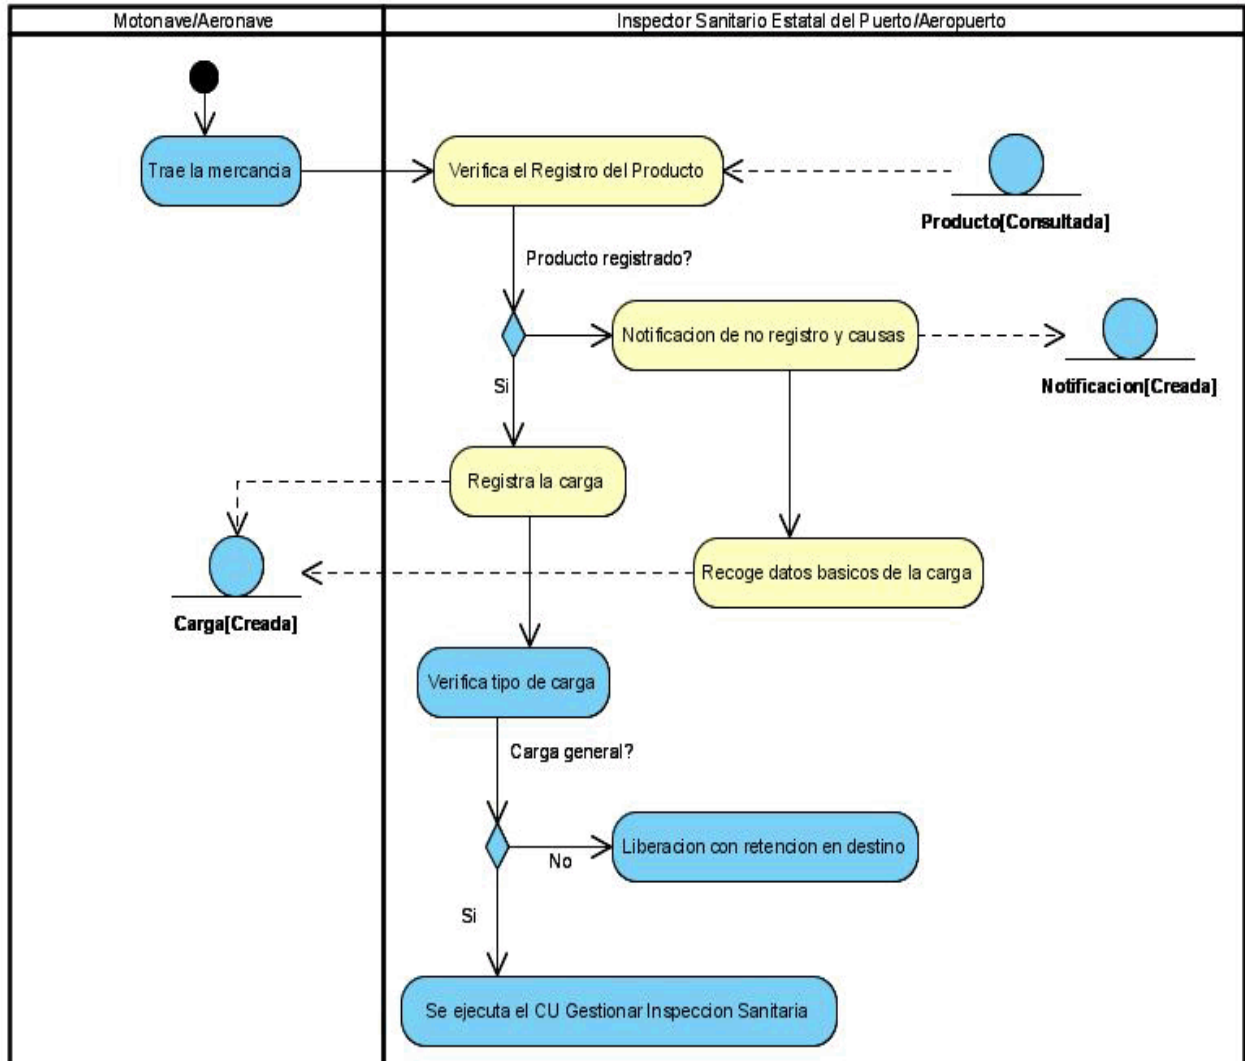 Motonave/Aeronave
Inspector Sanitario Estatal del Puerto/Aeropuerto
Trae la mercancia
Verifica el Registro del Producto
Producto[Consultada]
Producto registrado?
Notificacion de no registro y causas
Notificacion[Creada]
Si
Registra la carga
Recoge datos basicos de la carga
Carga[Creada]
Verifica tipo de carga
Carga general?
Liberacion con retencion en destino
No
Si
Se ejecuta el CU Gestionar Inspeccion Sanitaria